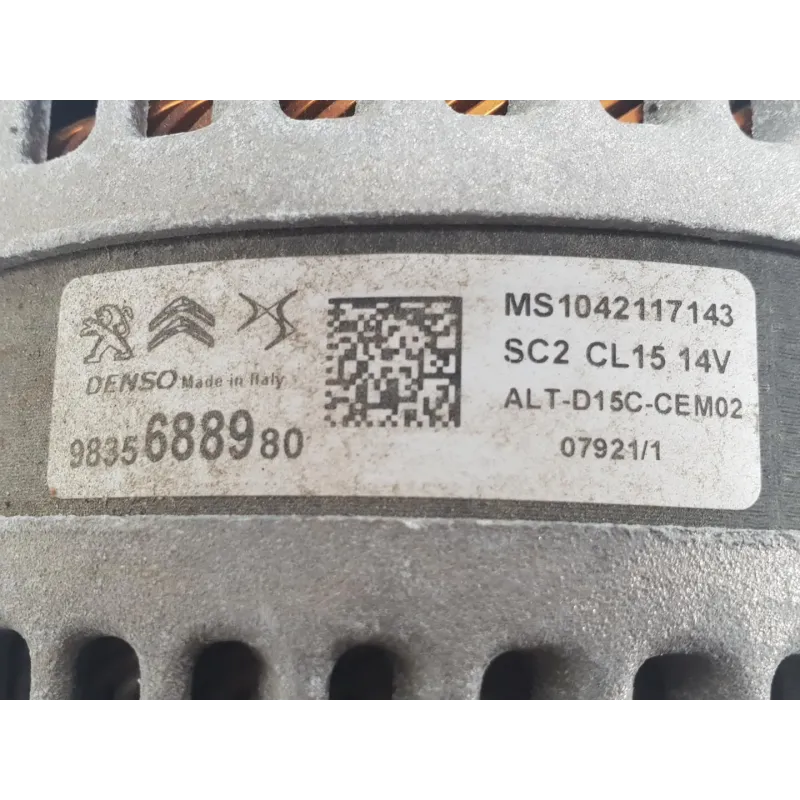 DENSO Made in Italy
9835688980
MS1042117143
SC2 CL15 14V
ALT-D15C-CEM02
07921/1